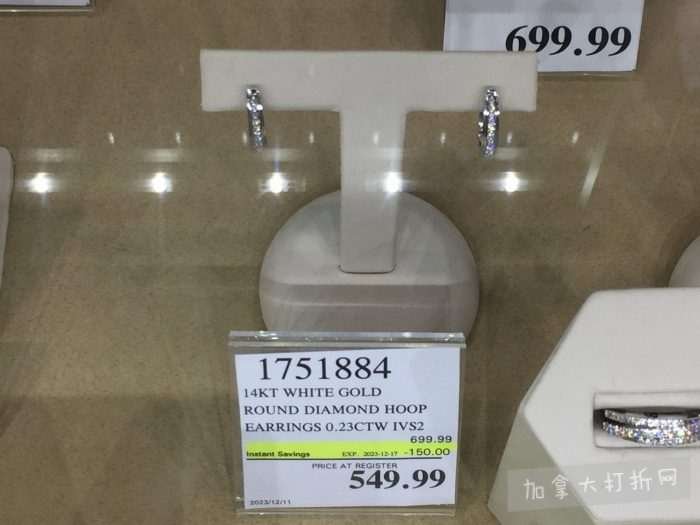 699.99
1751884
14KT WHITE GOLD
ROUND DIAMOND HOOP
EARRINGS 0.23CTW IVS2
699.99
Instant Savings EXP. 2023-12-17 -150.00
PRICE AT REGISTER
549.99
2023/12/11
加拿大打折网